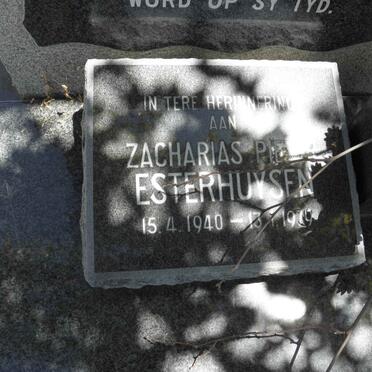 WORD OP SY TYD.
IN TERE HERINNERING
AAN
ZACHARIAS
ESTERHUYSEN
15.4.1940 —